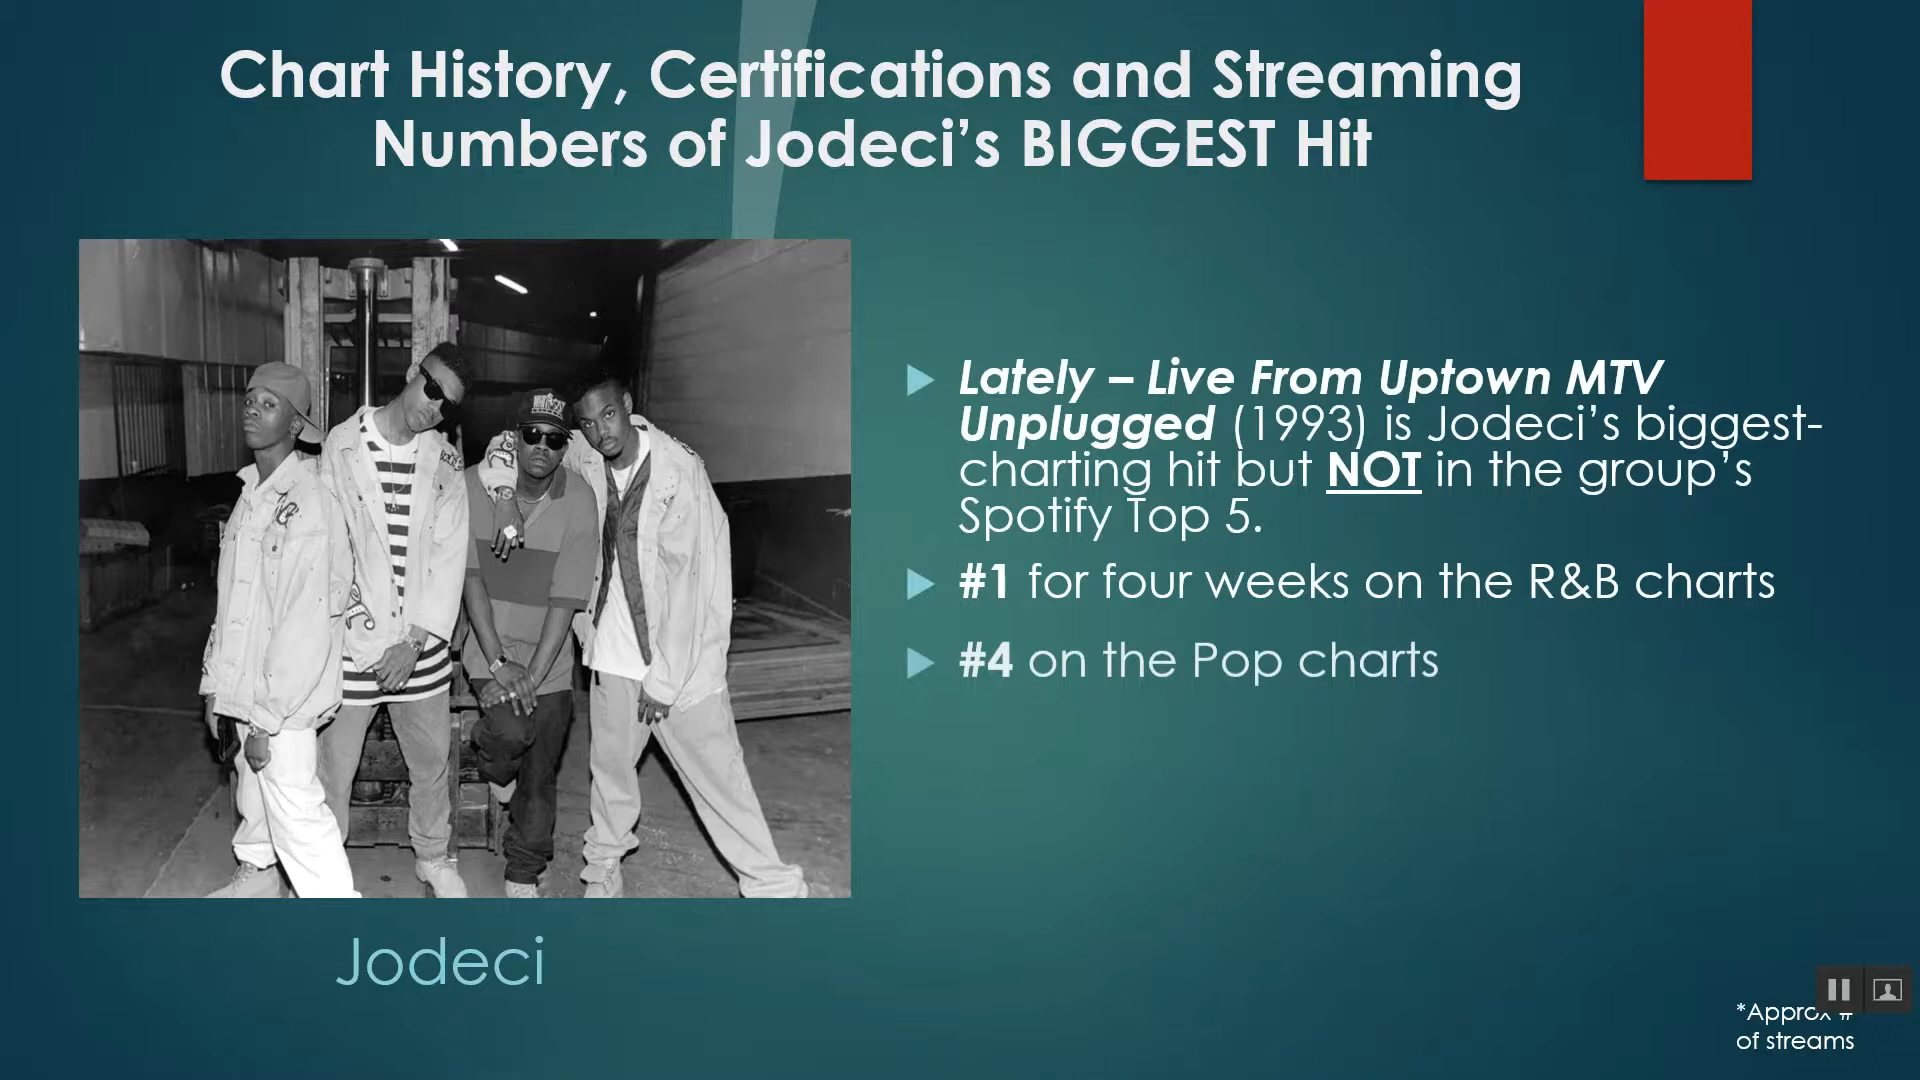 Chart History, Certifications and Streaming
Numbers of Jodeci's BIGGEST Hit
Lately – Live From Uptown MTV
Unplugged (1993) is Jodeci's biggest-
charting hit but NOT in the group's
Spotify Top 5.
#1 for four weeks on the R&B charts
#4 on the Pop charts
Jodeci
*Approx #
of streams